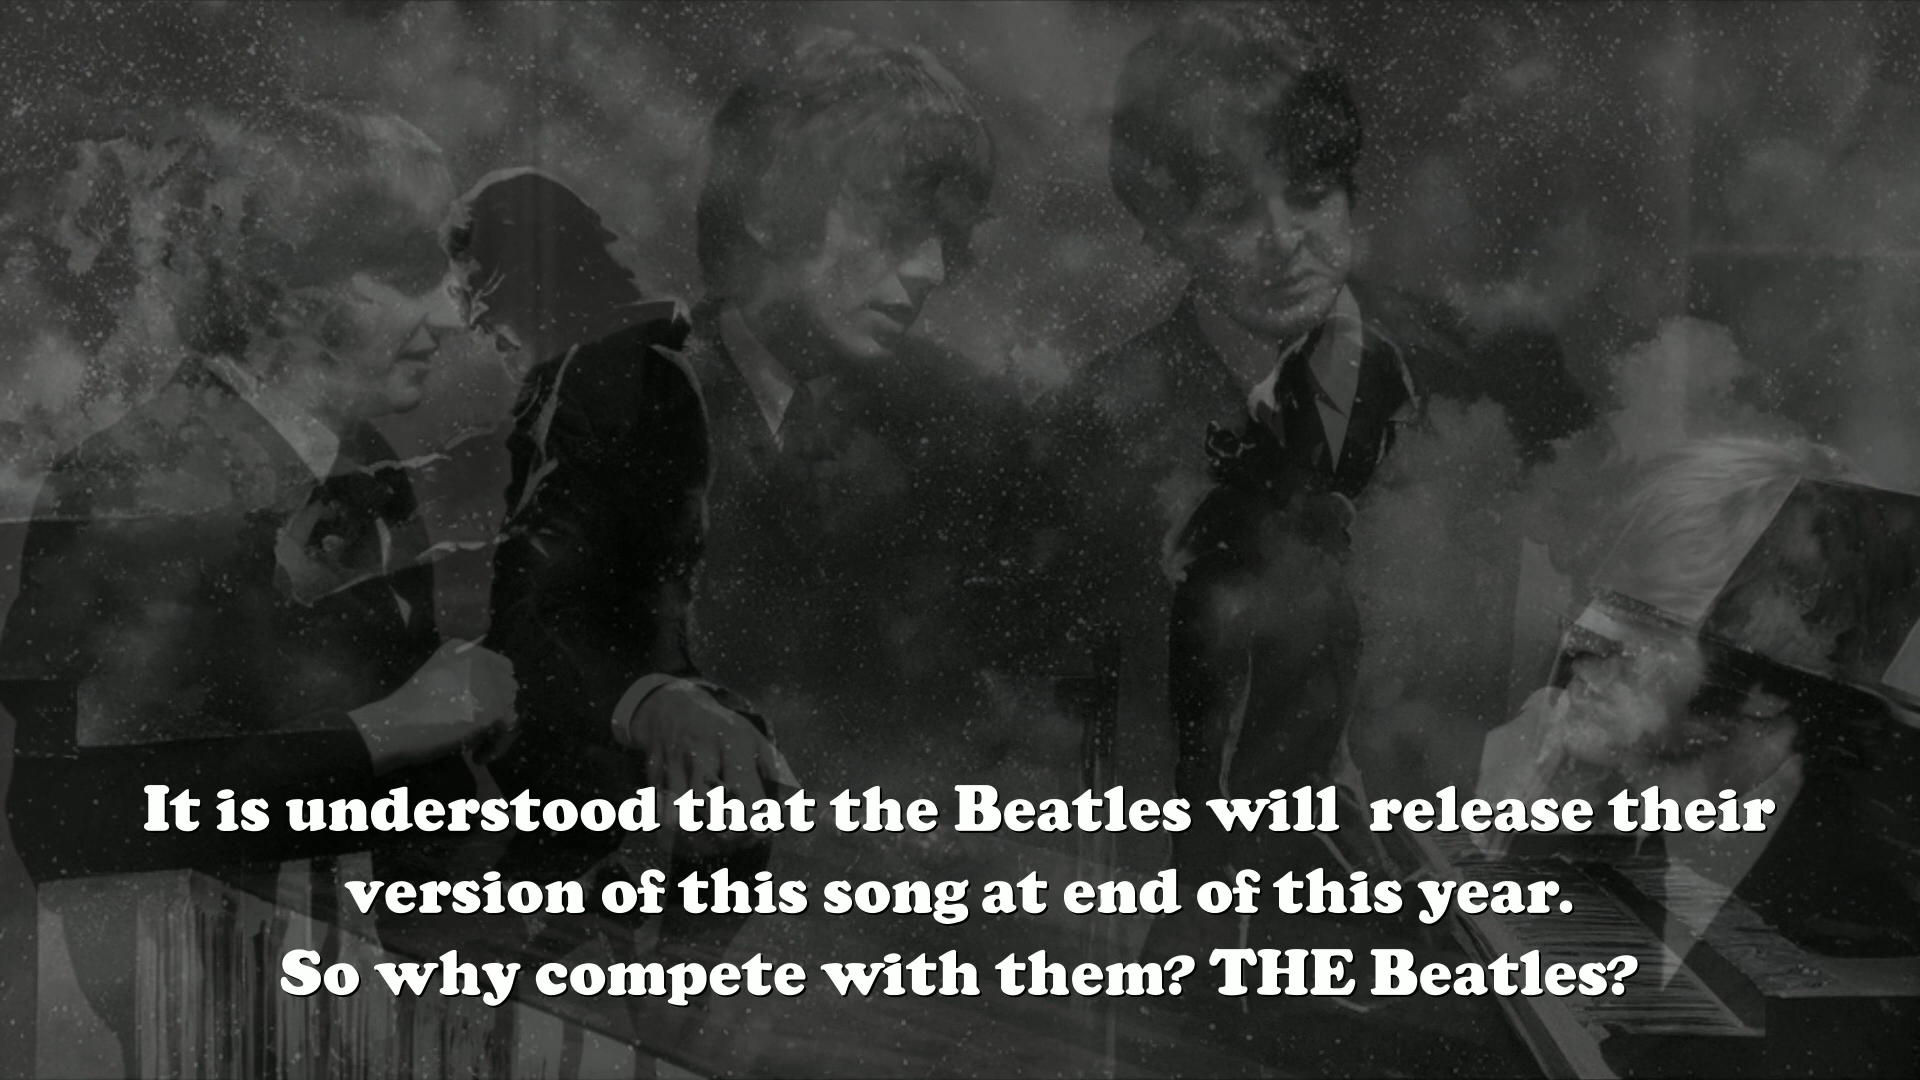 It is understood that the Beatles will  release their
version of this song at end of this year.
So why compete with them? THE Beatles?